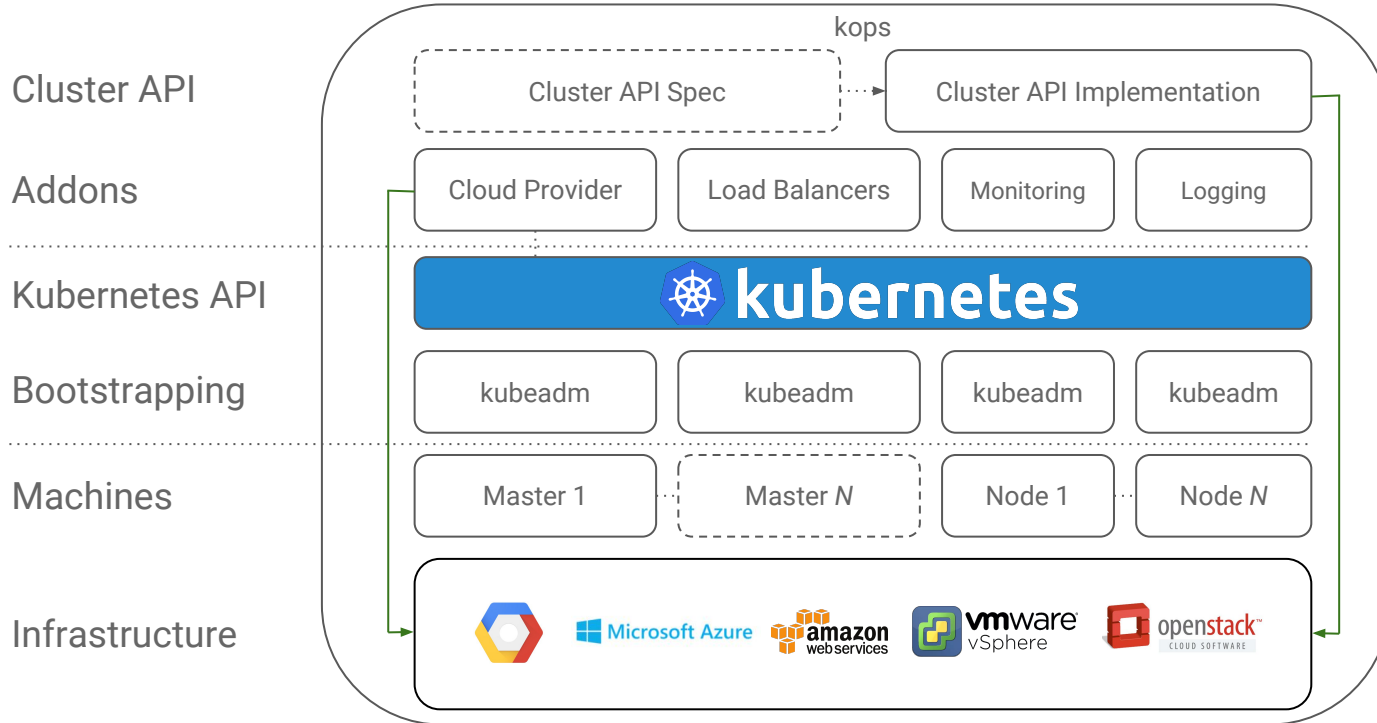 kops
Cluster API
Cluster API Spec
Cluster API Implementation
Addons
Cloud Provider
Load Balancers
Monitoring
Logging
Kubernetes API
kubernetes
Bootstrapping
kubeadm
kubeadm
kubeadm
kubeadm
Machines
Master 1
Master N
Node 1
Node N
Infrastructure
Microsoft Azure
amazon
web services
vmware®
vSphere
openstack™
CLOUD SOFTWARE